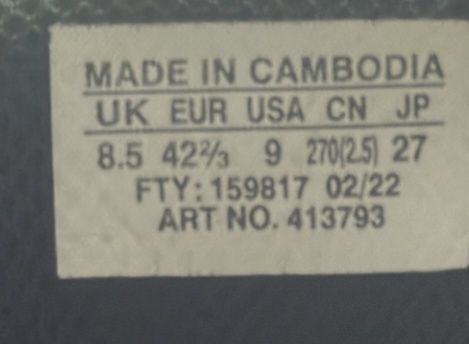 MADE IN CAMBODIA
UK EUR USA CN JP
8.5 42⅔ 9 270(2.5) 27
FTY: 159817 02/22
ART NO. 413793